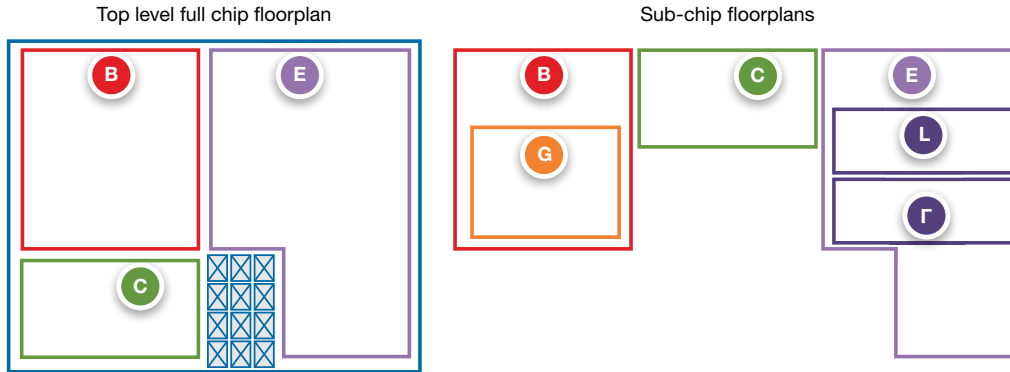 Top level full chip floorplan
Sub-chip floorplans
B
E
C
B
C
E
G
L
Γ